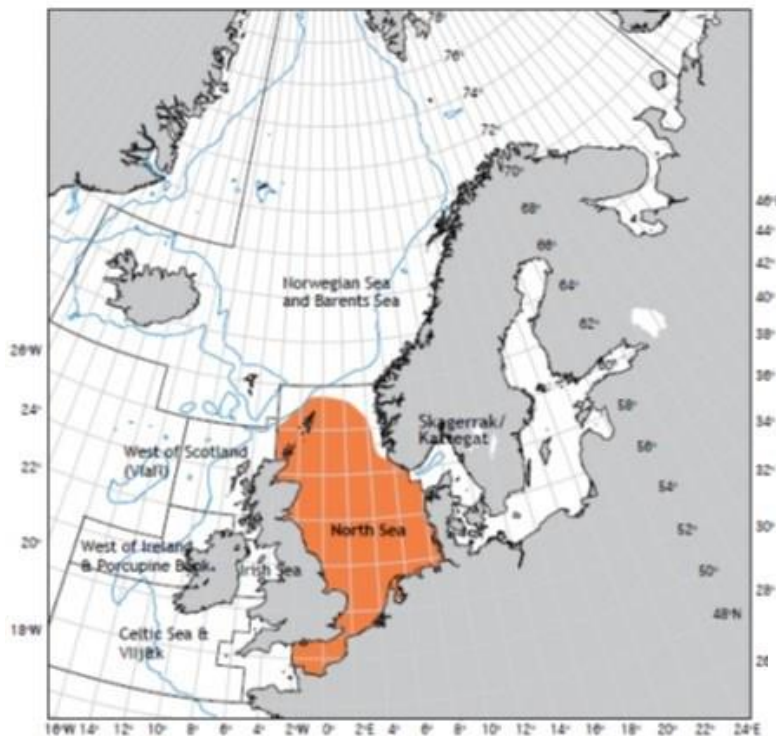 78°
76°
74°
72°
70°
68°
66°
64°
62°
60°
58°
56°
54°
52°
50°
48°N
46°
44°
42°
40°
38°
36°
34°
32°
30°
28°
26°
26°W
24°
22°
20°
18°W
Norwegian Sea
and Barents Sea
Skagerrak/
Kattegat
West of Scotland
North Sea
West of Ireland
& Porcupine Bank
Irish Sea
Celtic Sea &
16°W 14° 12° 10° 8° 6° 4° 2°W 0° 2°E 4° 6° 8° 10° 12° 14° 16° 18° 20° 22° 24°E